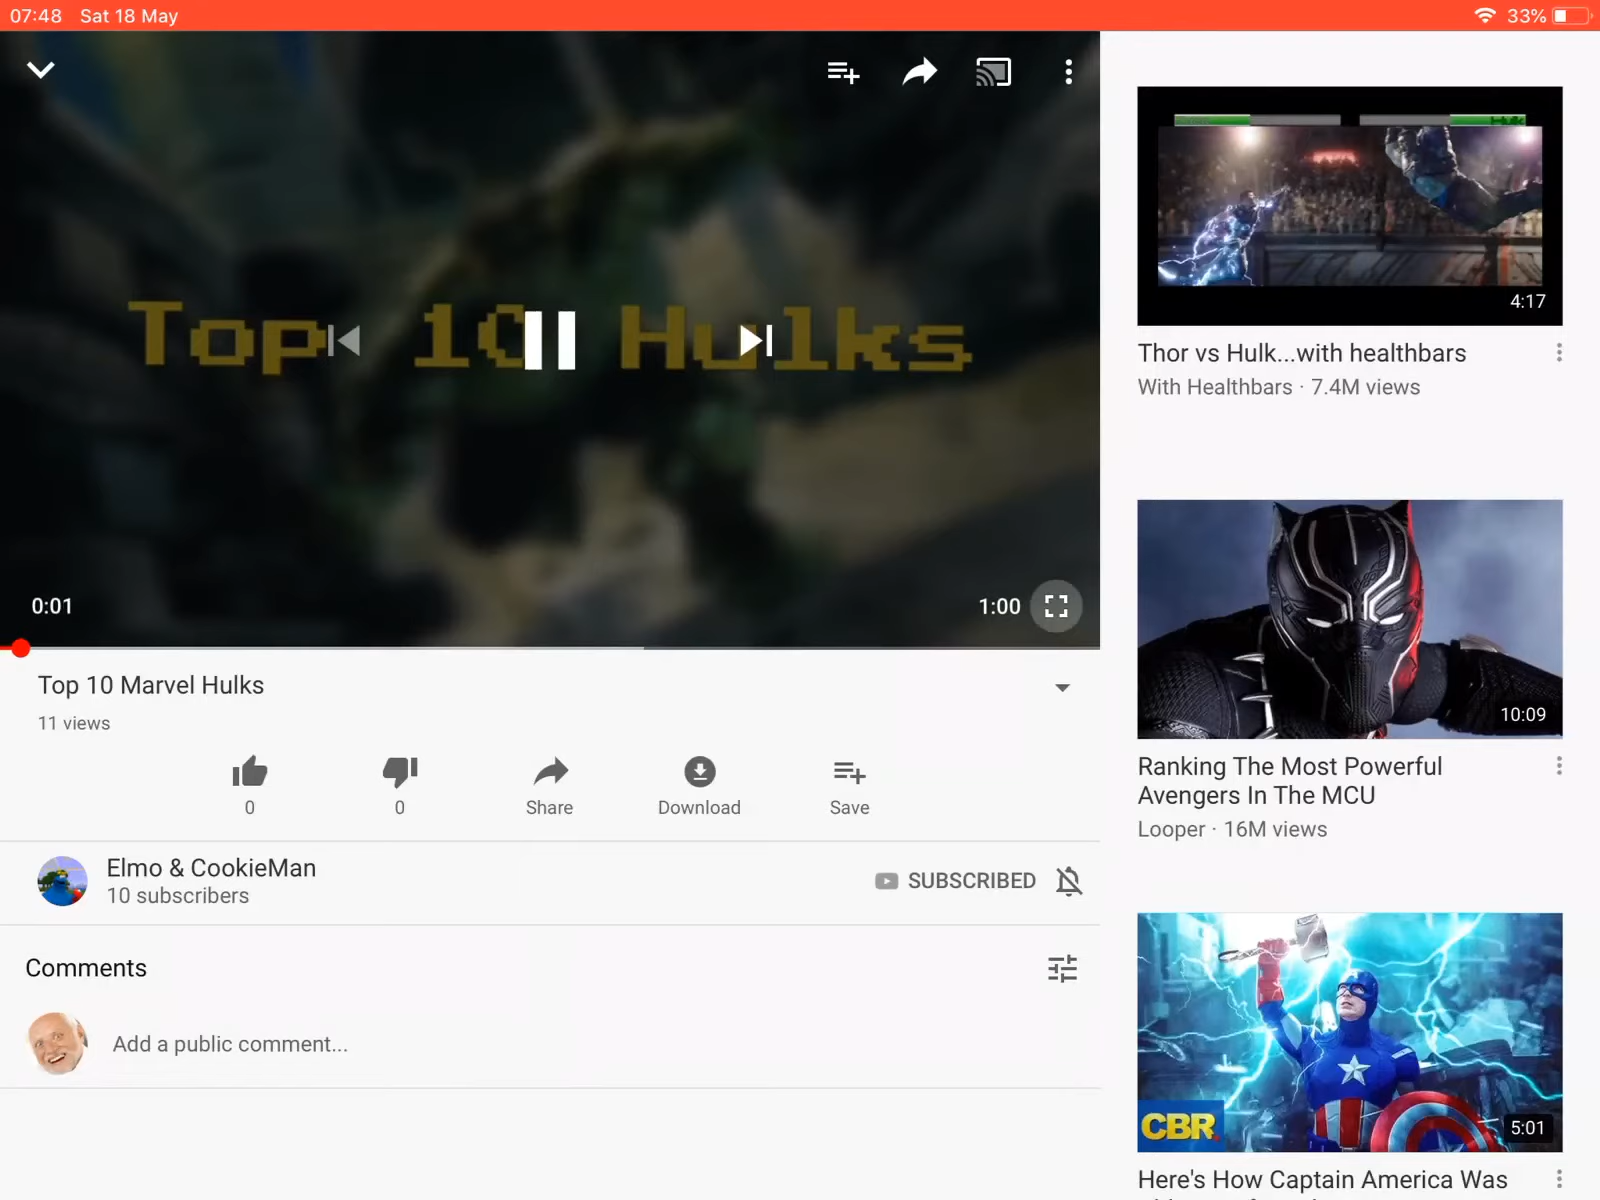 07:48 Sat 18 May
33%
Top 10 Hulks
0:01
1:00
Top 10 Marvel Hulks
11 views
0
0
Share
Download
Save
Elmo & CookieMan
10 subscribers
SUBSCRIBED
Comments
Add a public comment...
Hulk
4:17
Thor vs Hulk...with healthbars
With Healthbars · 7.4M views
10:09
Ranking The Most Powerful
Avengers In The MCU
Looper · 16M views
CBR.
5:01
Here's How Captain America Was